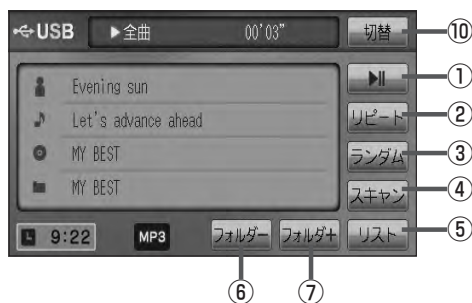 USB ▶全曲 00'03" 切替 ⑩
▶II ①
Evening sun
リピート ②
Let's advance ahead
ランダム ③
MY BEST
スキャン ④
MY BEST
9:22 MP3 フォルダー フォルダ+ リスト ⑤
⑥ ⑦